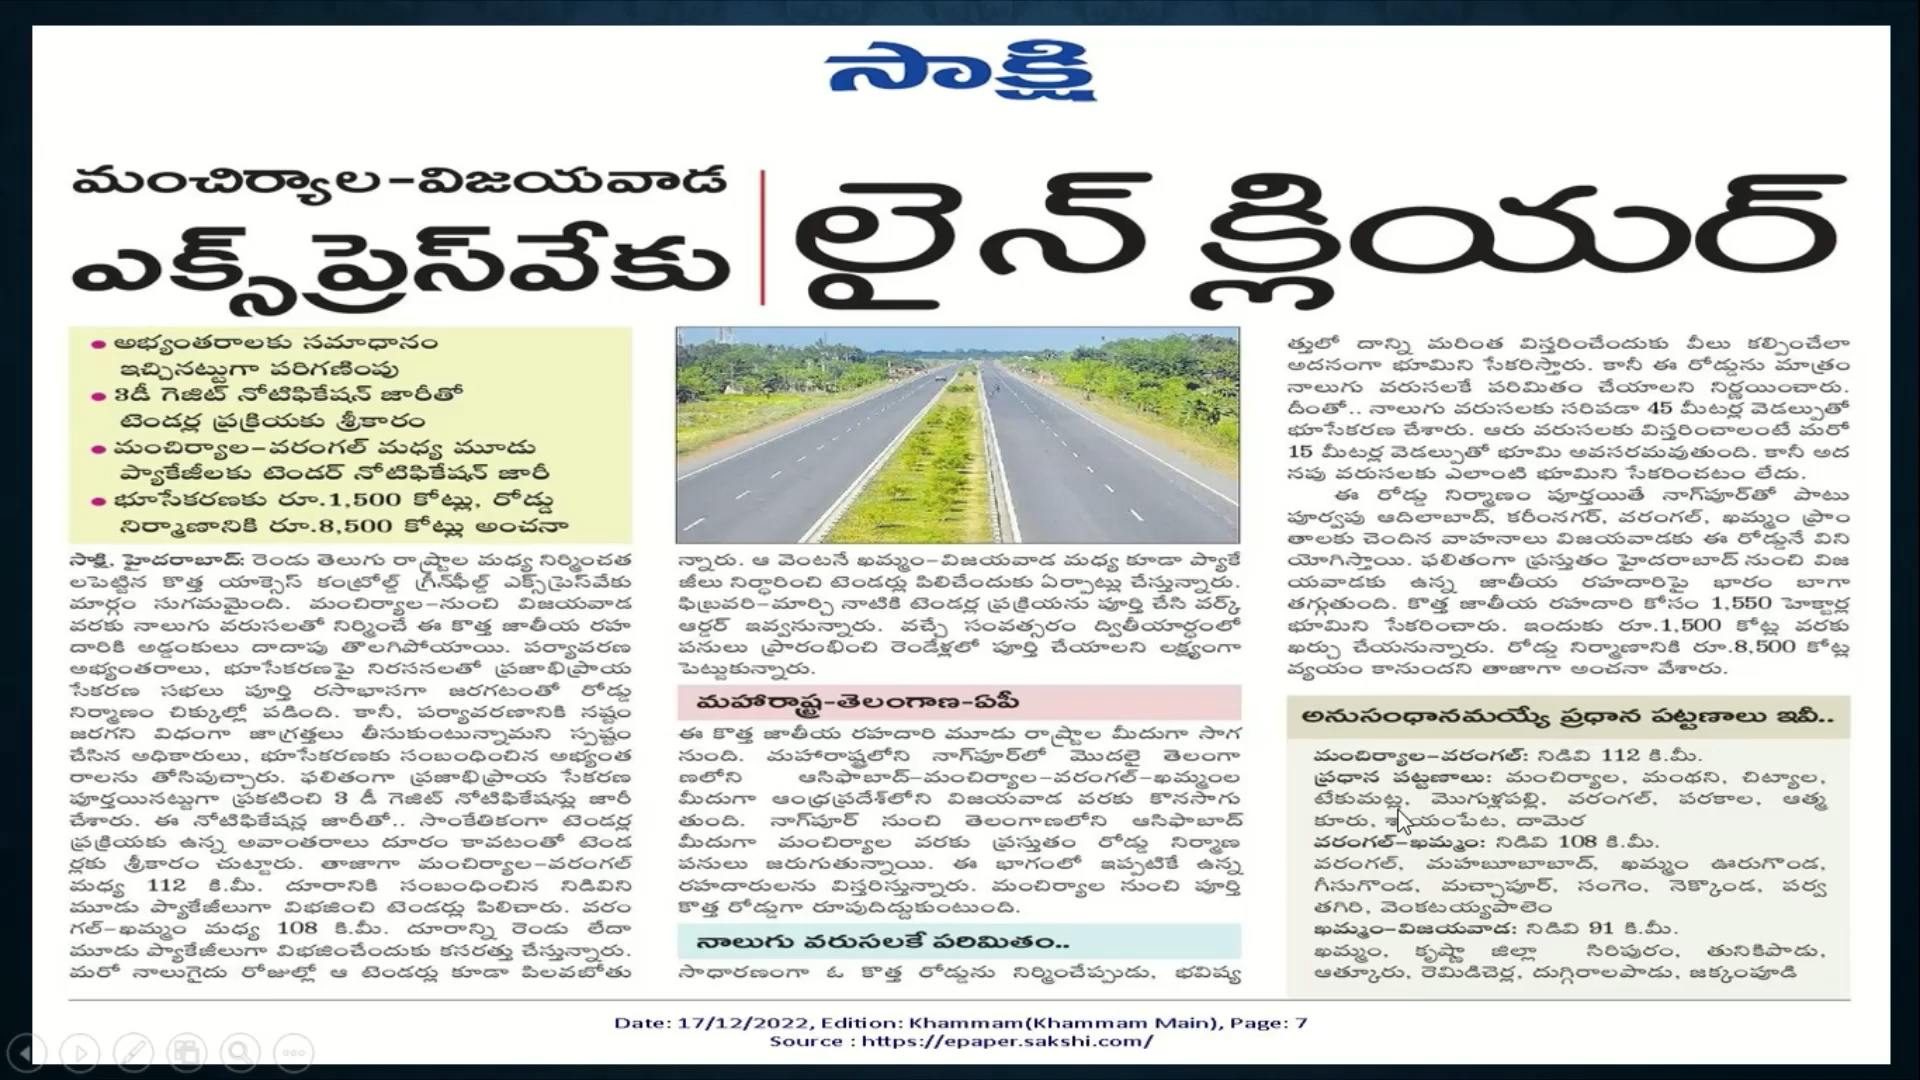 సాక్షి
మంచిర్యాల-విజయవాడ
ఎక్స్‌ప్రెస్‌వేకు
లైన్ క్లియర్
● అభ్యంతరాలకు సమాధానం
ఇచ్చినట్టుగా పరిగణింపు
● 3డీ గెజిట్ నోటిఫికేషన్ జారీతో
టెండర్ల ప్రక్రియకు శ్రీకారం
● మంచిర్యాల-వరంగల్ మధ్య మూడు
ప్యాకేజీలకు టెండర్ నోటిఫికేషన్ జారీ
● భూసేకరణకు రూ.1,500 కోట్లు, రోడ్డు
నిర్మాణానికి రూ.8,500 కోట్లు అంచనా
సాక్షి, హైదరాబాద్: రెండు తెలుగు రాష్ట్రాల మధ్య నిర్మించత
లపెట్టిన కొత్త యాక్సెస్ కంట్రోల్డ్ గ్రీన్‌ఫీల్డ్ ఎక్స్‌ప్రెస్‌వేకు
మార్గం సుగమమైంది. మంచిర్యాల-నుంచి విజయవాడ
వరకు నాలుగు వరుసలతో నిర్మించే ఈ కొత్త జాతీయ రహ
దారికి అడ్డంకులు దాదాపు తొలగిపోయాయి. పర్యావరణ
అభ్యంతరాలు, భూసేకరణపై నిరసనలతో ప్రజాభిప్రాయ
సేకరణ సభలు పూర్తి రసాభాసగా జరగటంతో రోడ్డు
నిర్మాణం చిక్కుల్లో పడింది. కానీ, పర్యావరణానికి నష్టం
జరగని విధంగా జాగ్రత్తలు తీసుకుంటున్నామని స్పష్టం
చేసిన అధికారులు, భూసేకరణకు సంబంధించిన అభ్యంత
రాలను తోసిపుచ్చారు. ఫలితంగా ప్రజాభిప్రాయ సేకరణ
పూర్తయినట్టుగా ప్రకటించి 3 డీ గెజిట్ నోటిఫికేషన్లు జారీ
చేశారు. ఈ నోటిఫికేషన్ల జారీతో.. సాంకేతికంగా టెండర్ల
ప్రక్రియకు ఉన్న అవాంతరాలు దూరం కావటంతో టెండ
ర్లకు శ్రీకారం చుట్టారు. తాజాగా మంచిర్యాల-వరంగల్
మధ్య 112 కి.మీ. దూరానికి సంబంధించిన నిడివిని
మూడు ప్యాకేజీలుగా విభజించి టెండర్లు పిలిచారు. వరం
గల్-ఖమ్మం మధ్య 108 కి.మీ. దూరాన్ని రెండు లేదా
మూడు ప్యాకేజీలుగా విభజించేందుకు కసరత్తు చేస్తున్నారు.
మరో నాలుగైదు రోజుల్లో ఆ టెండర్లు కూడా పిలవబోతు
న్నారు. ఆ వెంటనే ఖమ్మం-విజయవాడ మధ్య కూడా ప్యాకే
జీలు నిర్ధారించి టెండర్లు పిలిచేందుకు ఏర్పాట్లు చేస్తున్నారు.
ఫిబ్రవరి-మార్చి నాటికి టెండర్ల ప్రక్రియను పూర్తి చేసి వర్క్
ఆర్డర్ ఇవ్వనున్నారు. వచ్చే సంవత్సరం ద్వితీయార్ధంలో
పనులు ప్రారంభించి రెండేళ్లలో పూర్తి చేయాలని లక్ష్యంగా
పెట్టుకున్నారు.
మహారాష్ట్ర-తెలంగాణ-ఏపీ
ఈ కొత్త జాతీయ రహదారి మూడు రాష్ట్రాల మీదుగా సాగ
నుంది. మహారాష్ట్రలోని నాగ్‌పూర్‌లో మొదలై తెలంగా
ణలోని ఆసిఫాబాద్-మంచిర్యాల-వరంగల్-ఖమ్మంల
మీదుగా ఆంధ్రప్రదేశ్‌లోని విజయవాడ వరకు కొనసాగు
తుంది. నాగ్‌పూర్ నుంచి తెలంగాణలోని ఆసిఫాబాద్
మీదుగా మంచిర్యాల వరకు ప్రస్తుతం రోడ్డు నిర్మాణ
పనులు జరుగుతున్నాయి. ఈ భాగంలో ఇప్పటికే ఉన్న
రహదారులను విస్తరిస్తున్నారు. మంచిర్యాల నుంచి పూర్తి
కొత్త రోడ్డుగా రూపుదిద్దుకుంటుంది.
నాలుగు వరుసలకే పరిమితం..
సాధారణంగా ఓ కొత్త రోడ్డును నిర్మించేప్పుడు, భవిష్య
త్తులో దాన్ని మరింత విస్తరించేందుకు వీలు కల్పించేలా
అదనంగా భూమిని సేకరిస్తారు. కానీ ఈ రోడ్డును మాత్రం
నాలుగు వరుసలకే పరిమితం చేయాలని నిర్ణయించారు.
దీంతో.. నాలుగు వరుసలకు సరిపడా 45 మీటర్ల వెడల్పుతో
భూసేకరణ చేశారు. ఆరు వరుసలకు విస్తరించాలంటే మరో
15 మీటర్ల వెడల్పుతో భూమి అవసరమవుతుంది. కానీ అద
నపు వరుసలకు ఎలాంటి భూమిని సేకరించటం లేదు.
ఈ రోడ్డు నిర్మాణం పూర్తయితే నాగ్‌పూర్‌తో పాటు
పూర్వపు ఆదిలాబాద్, కరీంనగర్, వరంగల్, ఖమ్మం ప్రాం
తాలకు చెందిన వాహనాలు విజయవాడకు ఈ రోడ్డునే విని
యోగిస్తాయి. ఫలితంగా ప్రస్తుతం హైదరాబాద్ నుంచి విజ
యవాడకు ఉన్న జాతీయ రహదారిపై భారం బాగా
తగ్గుతుంది. కొత్త జాతీయ రహదారి కోసం 1,550 హెక్టార్ల
భూమిని సేకరించారు. ఇందుకు రూ.1,500 కోట్ల వరకు
ఖర్చు చేయనున్నారు. రోడ్డు నిర్మాణానికి రూ.8,500 కోట్ల
వ్యయం కానుందని తాజాగా అంచనా వేశారు.
అనుసంధానమయ్యే ప్రధాన పట్టణాలు ఇవీ..
మంచిర్యాల-వరంగల్: నిడివి 112 కి.మీ.
ప్రధాన పట్టణాలు: మంచిర్యాల, మంథని, చిట్యాల,
టేకుమట్ల, మొగుళ్లపల్లి, వరంగల్, పరకాల, ఆత్మ
కూరు, శాయంపేట, దామెర
వరంగల్-ఖమ్మం: నిడివి 108 కి.మీ.
వరంగల్, మహబూబాబాద్, ఖమ్మం ఊరుగొండ,
గీసుగొండ, మచ్చాపూర్, సంగెం, నెక్కొండ, పర్వ
తగిరి, వెంకటయ్యపాలెం
ఖమ్మం-విజయవాడ: నిడివి 91 కి.మీ.
ఖమ్మం, కృష్ణా జిల్లా సిరిపురం, తునికిపాడు,
ఆత్కూరు, రెమిడిచెర్ల, దుగ్గిరాలపాడు, జక్కంపూడి
Date: 17/12/2022, Edition: Khammam(Khammam Main), Page: 7
Source : https://epaper.sakshi.com/